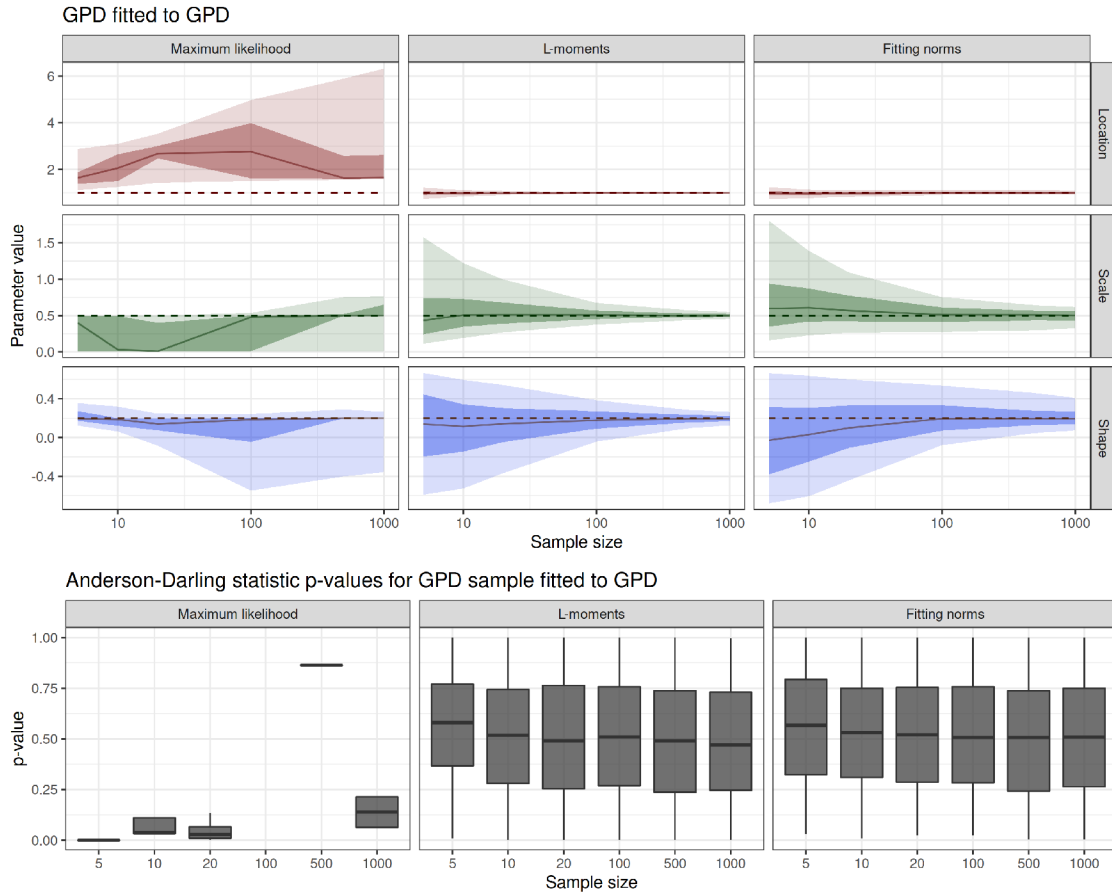 GPD fitted to GPD
Maximum likelihood
L-moments
Fitting norms
6
4
2
Location
Parameter value
1.5
1.0
0.5
0.0
Scale
0.4
0.0
-0.4
Shape
10
100
1000
10
100
1000
10
100
1000
Sample size
Anderson-Darling statistic p-values for GPD sample fitted to GPD
Maximum likelihood
L-moments
Fitting norms
p-value
1.00
0.75
0.50
0.25
0.00
5
10
20
100
500
1000
5
10
20
100
500
1000
5
10
20
100
500
1000
Sample size